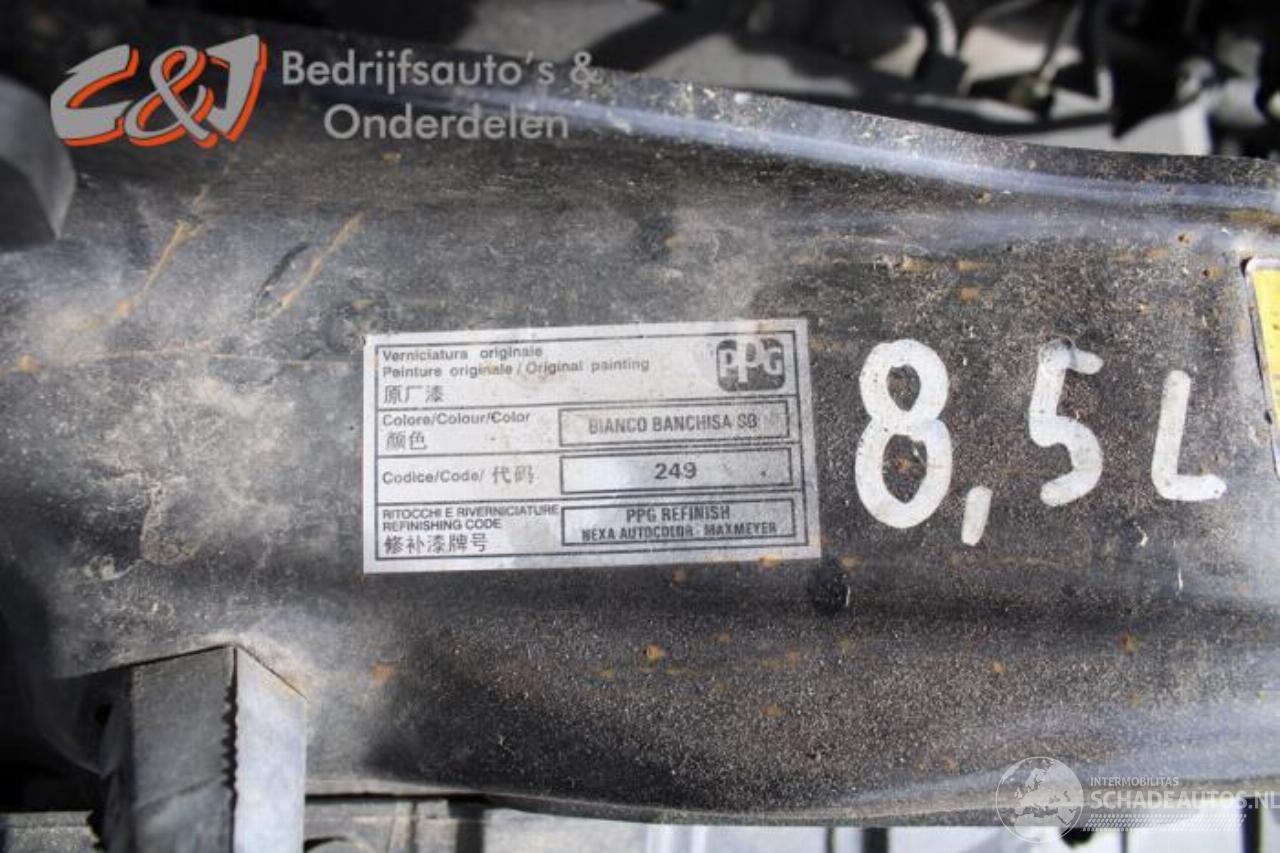 C&J Bedrijfsauto's &
Onderdelen
Verniciatura originale
Peinture originale / Original painting
原厂漆
PPG
Colore/Colour/Color
颜色
BIANCO BANCHISA SB
Codice/Code/ 代码
249
RITOCCHI E RIVERNICIATURE
REFINISHING CODE
修补漆牌号
PPG REFINISH
NEXA AUTOCOLOR - MAXMEYER
8,5L
INTERMOBILITAS
SCHADEAUTOS.NL